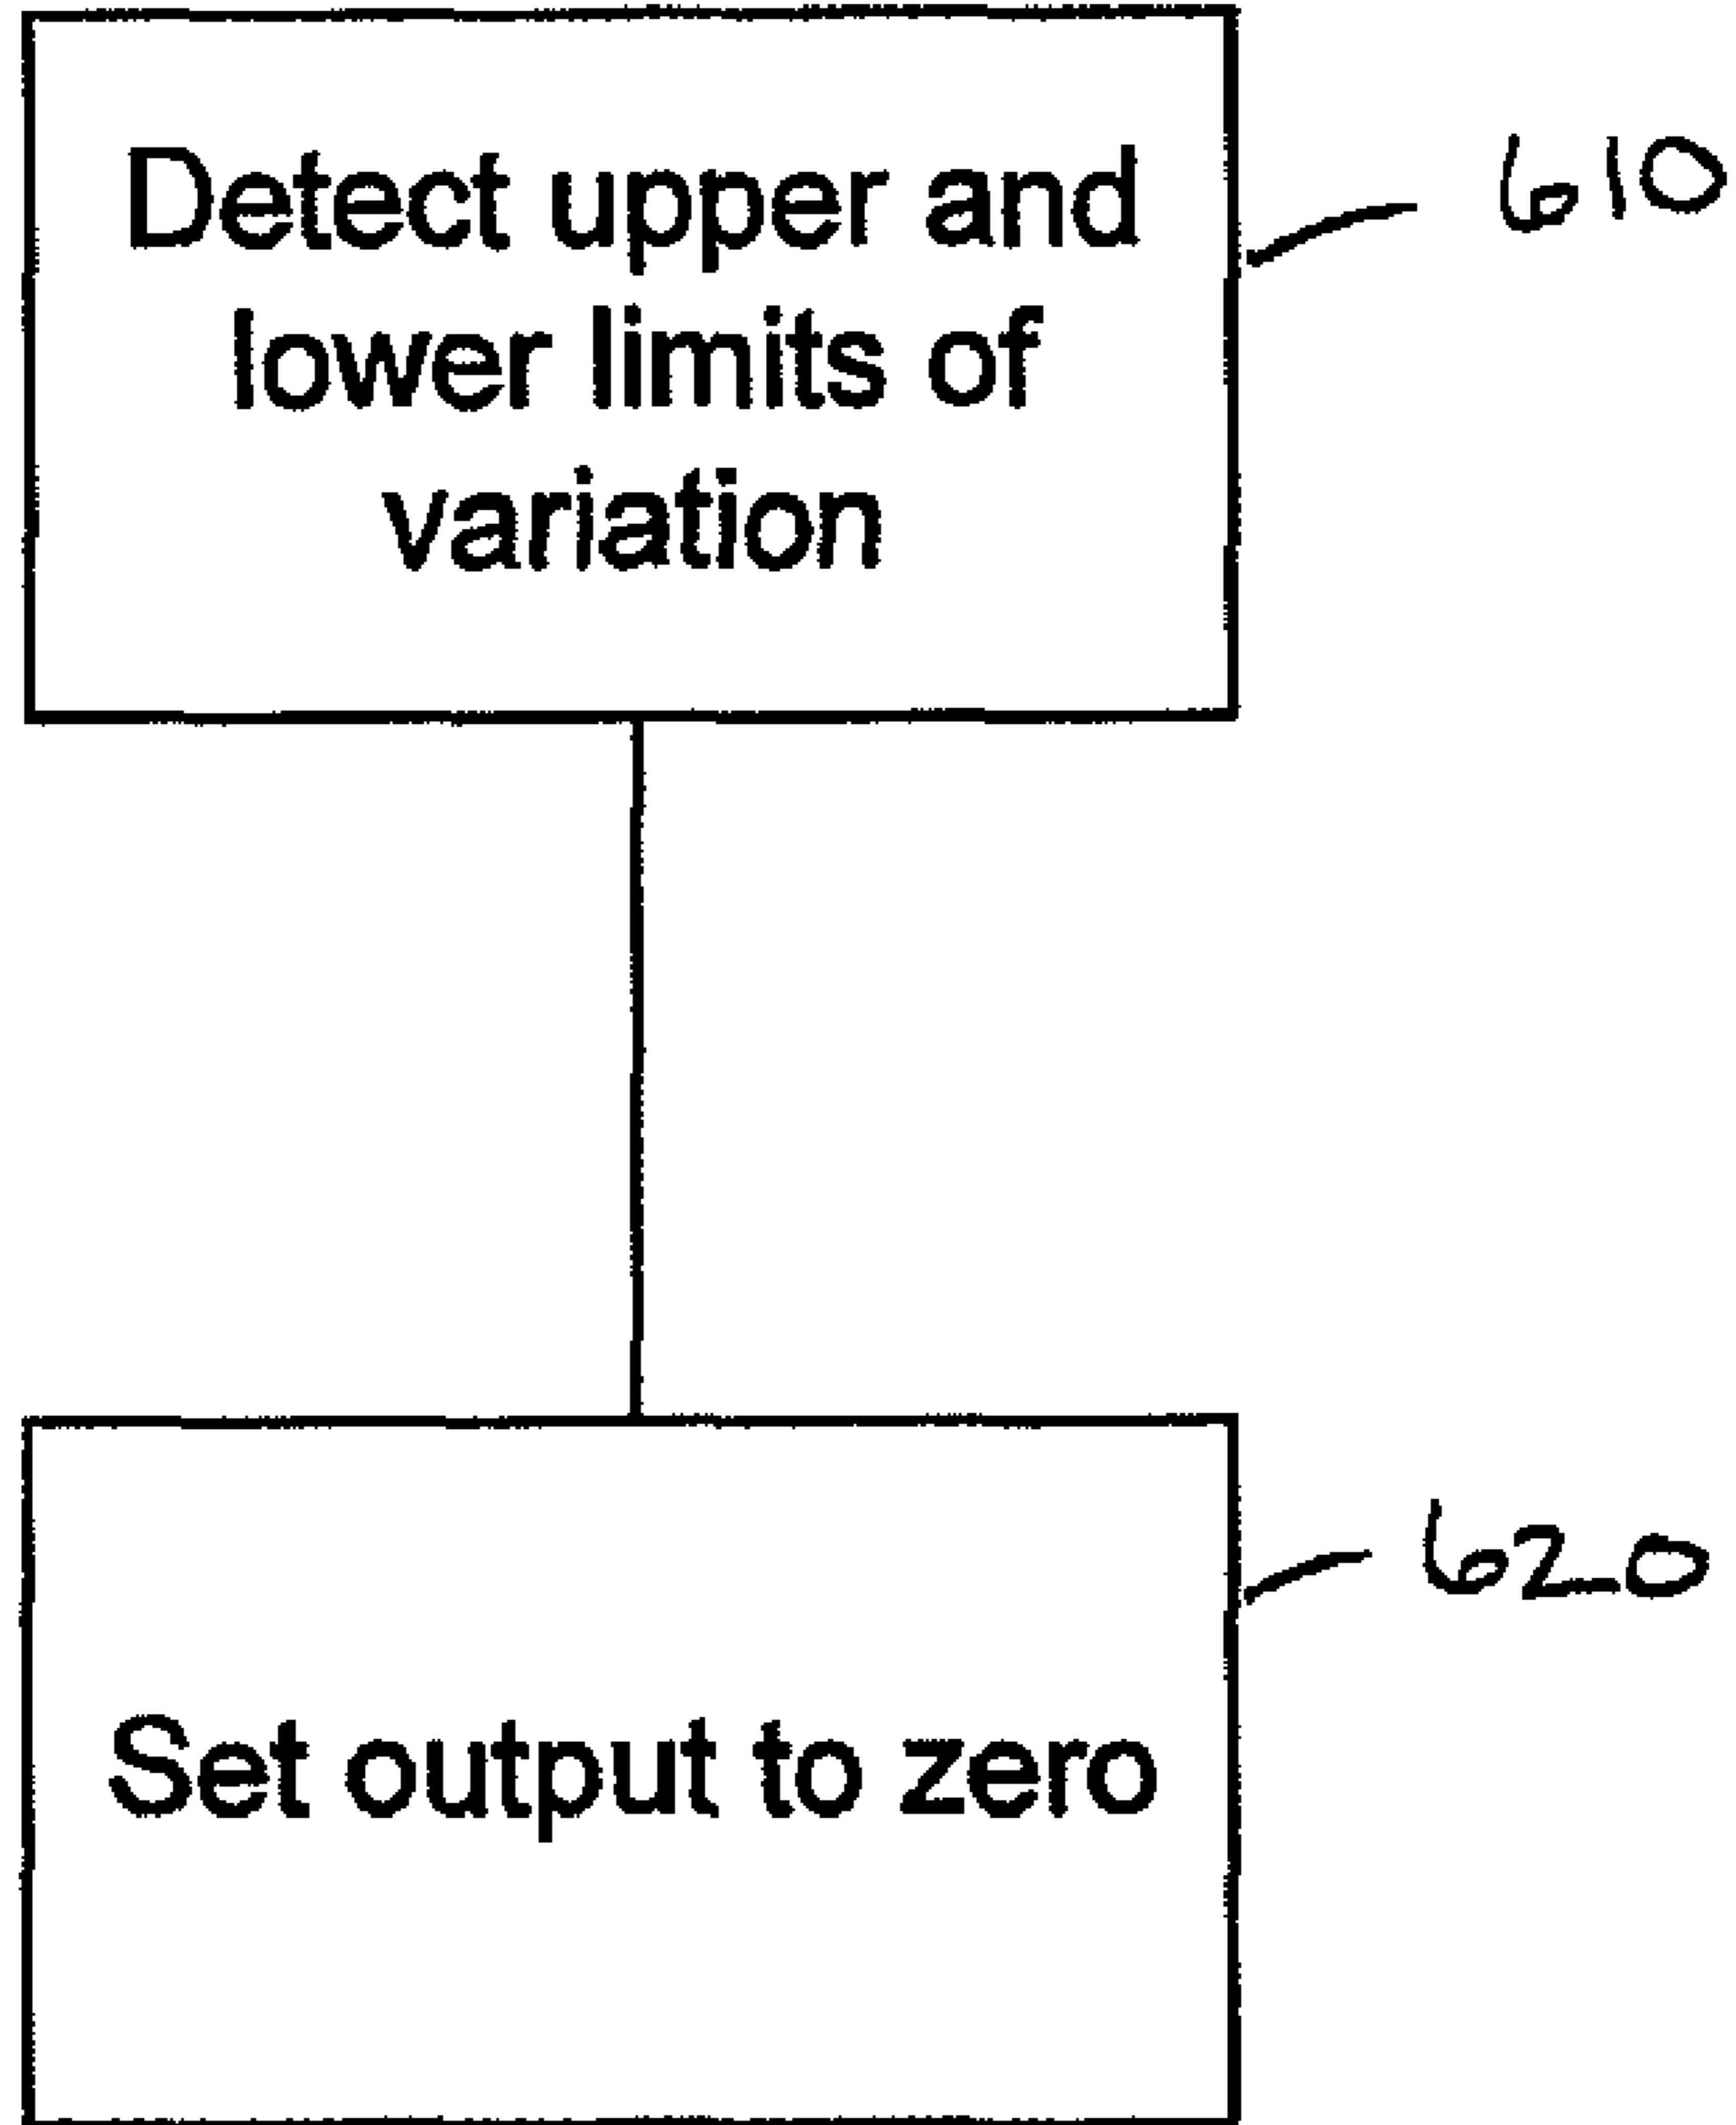 Detect upper and
lower limits of
variation
610
Set output to zero
620